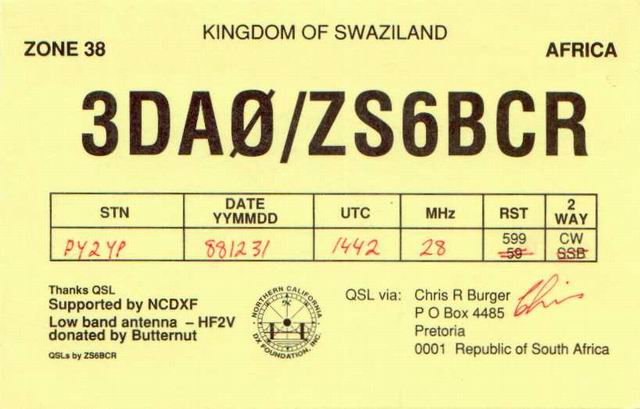 KINGDOM OF SWAZILAND
ZONE 38
AFRICA
3DAØ/ZS6BCR
STN DATE YYMMDD UTC MHz RST 2 WAY
PY2YP 881231 1442 28 599 CW
59 SSB
Thanks QSL
Supported by NCDXF
Low band antenna – HF2V
donated by Butternut
QSLs by ZS6BCR
NORTHERN CALIFORNIA
DX FOUNDATION, INC.
QSL via: Chris R Burger
Chris
P O Box 4485
Pretoria
0001 Republic of South Africa